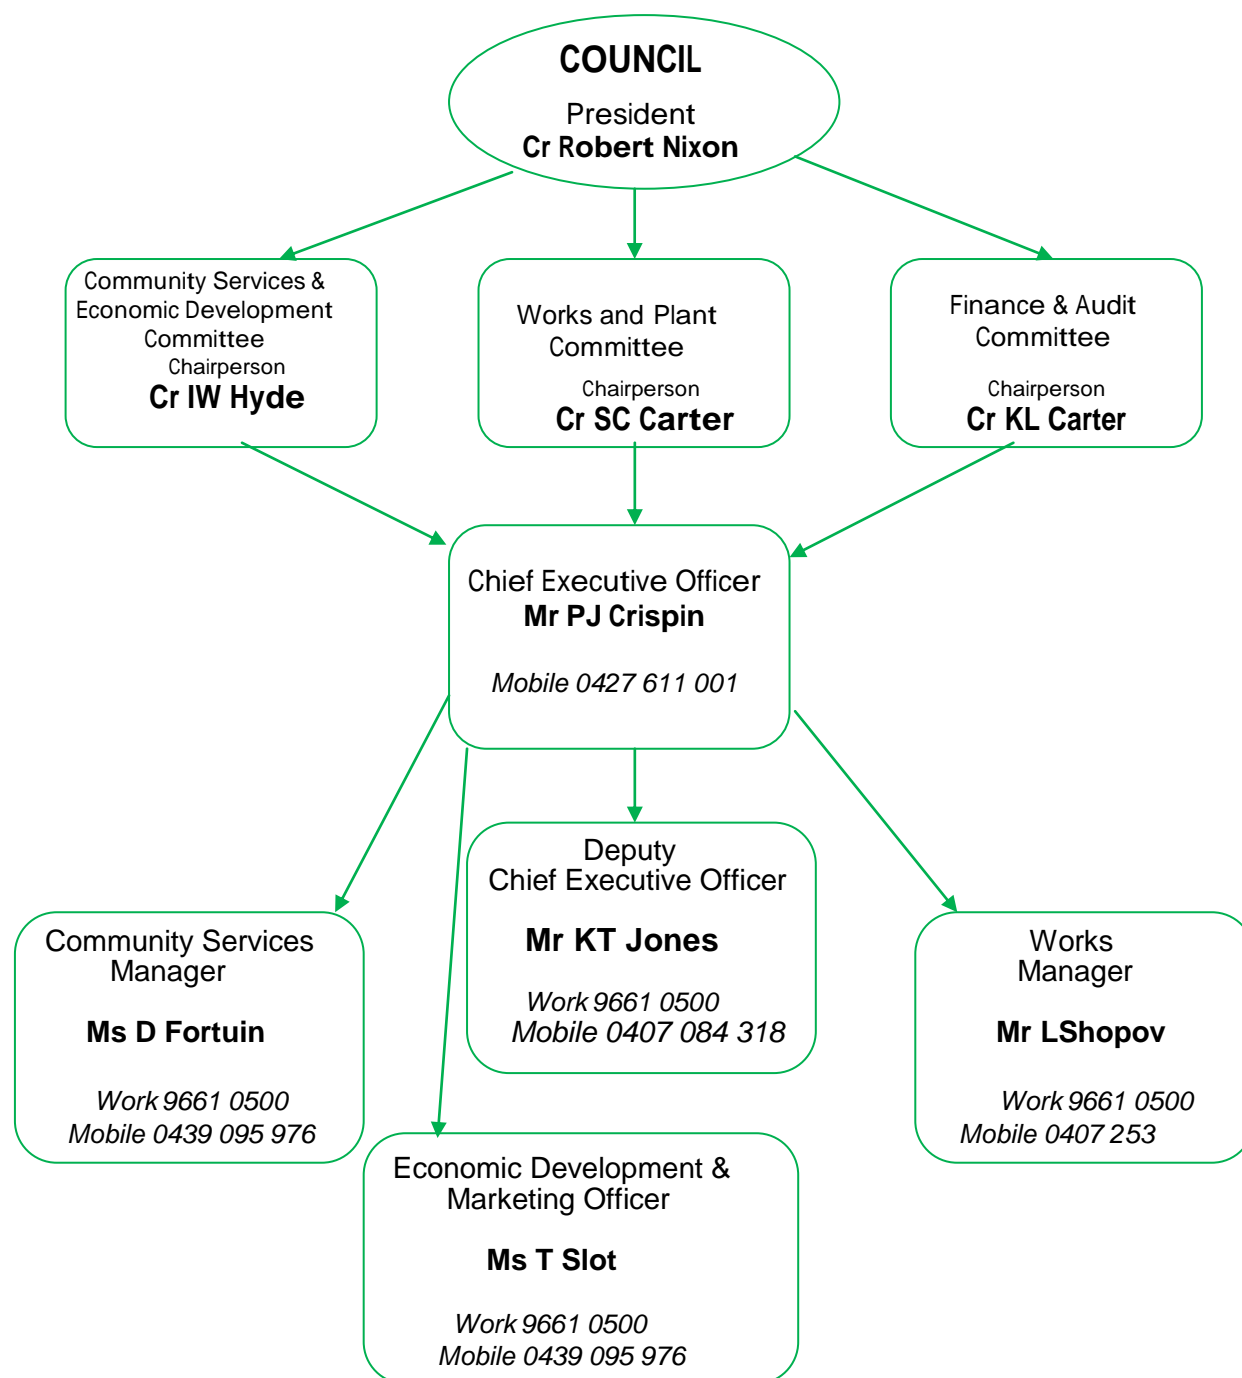 COUNCIL
President
Cr Robert Nixon
Community Services &
Economic Development
Committee
Chairperson
Cr IW Hyde
Works and Plant
Committee
Chairperson
Cr SC Carter
Finance & Audit
Committee
Chairperson
Cr KL Carter
Chief Executive Officer
Mr PJ Crispin
Mobile 0427 611 001
Deputy
Chief Executive Officer
Mr KT Jones
Work 9661 0500
Mobile 0407 084 318
Community Services
Manager
Ms D Fortuin
Work 9661 0500
Mobile 0439 095 976
Works
Manager
Mr LShopov
Work 9661 0500
Mobile 0407 253
Economic Development &
Marketing Officer
Ms T Slot
Work 9661 0500
Mobile 0439 095 976